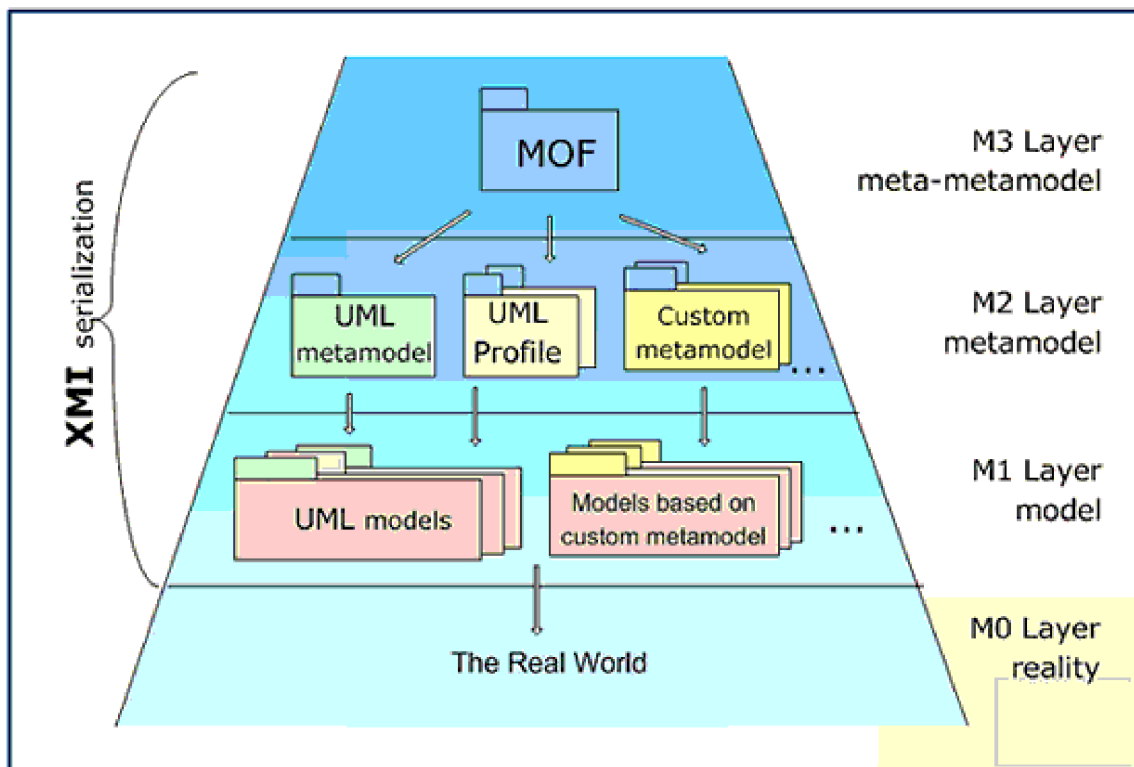 MOF
M3 Layer
meta-metamodel
XMI serialization
UML
metamodel
UML
Profile
Custom
metamodel
...
M2 Layer
metamodel
UML models
Models based on
custom metamodel
...
M1 Layer
model
The Real World
M0 Layer
reality